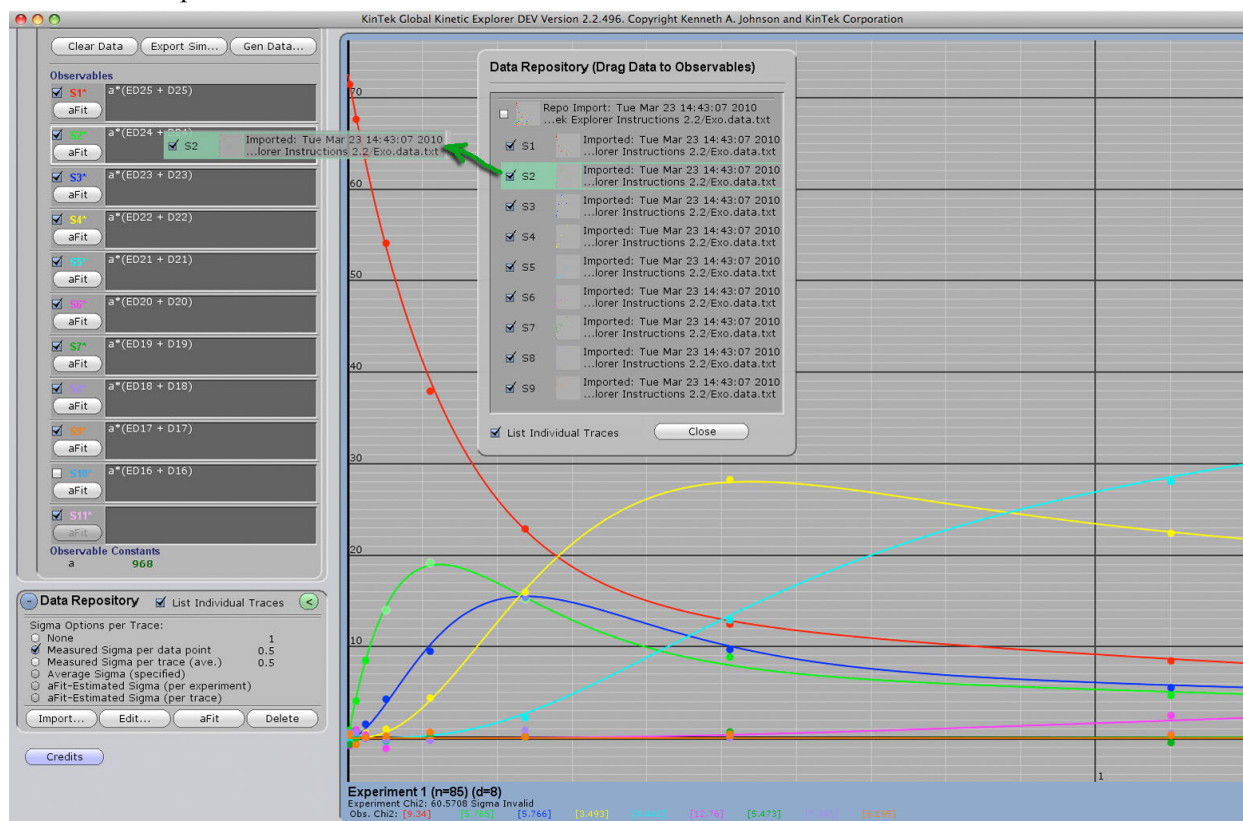 KinTek Global Kinetic Explorer DEV Version 2.2.496. Copyright Kenneth A. Johnson and KinTek Corporation
Clear Data
Export Sim...
Gen Data...
Observables
S1*
a*(ED25 + D25)
aFit
S2*
a*(ED24 +
aFit
S2
Imported: Tue Mar 23 14:43:07 2010
...lorer Instructions 2.2/Exo.data.txt
S3*
a*(ED23 + D23)
aFit
S4*
a*(ED22 + D22)
aFit
S5*
a*(ED21 + D21)
aFit
S6*
a*(ED20 + D20)
aFit
S7*
a*(ED19 + D19)
aFit
a*(ED18 + D18)
aFit
S9*
a*(ED17 + D17)
aFit
S10*
a*(ED16 + D16)
aFit
S11*
aFit
Observable Constants
a 968
Data Repository
List Individual Traces
<
Sigma Options per Trace:
None 1
Measured Sigma per data point 0.5
Measured Sigma per trace (ave.) 0.5
Average Sigma (specified)
aFit-Estimated Sigma (per experiment)
aFit-Estimated Sigma (per trace)
Import...
Edit...
aFit
Delete
Credits
Data Repository (Drag Data to Observables)
Repo Import: Tue Mar 23 14:43:07 2010
...ek Explorer Instructions 2.2/Exo.data.txt
S1
Imported: Tue Mar 23 14:43:07 2010
...lorer Instructions 2.2/Exo.data.txt
S2
Imported: Tue Mar 23 14:43:07 2010
...lorer Instructions 2.2/Exo.data.txt
S3
Imported: Tue Mar 23 14:43:07 2010
...lorer Instructions 2.2/Exo.data.txt
S4
Imported: Tue Mar 23 14:43:07 2010
...lorer Instructions 2.2/Exo.data.txt
S5
Imported: Tue Mar 23 14:43:07 2010
...lorer Instructions 2.2/Exo.data.txt
S6
Imported: Tue Mar 23 14:43:07 2010
...lorer Instructions 2.2/Exo.data.txt
S7
Imported: Tue Mar 23 14:43:07 2010
...lorer Instructions 2.2/Exo.data.txt
S8
Imported: Tue Mar 23 14:43:07 2010
...lorer Instructions 2.2/Exo.data.txt
S9
Imported: Tue Mar 23 14:43:07 2010
...lorer Instructions 2.2/Exo.data.txt
List Individual Traces
Close
70
60
50
40
30
20
10
1
Experiment 1 (n=85) (d=8)
Experiment Chi2: 60.5708 Sigma Invalid
Obs. Chi2: [9.34] [5.766] [3.493] [12.76] [5.473]